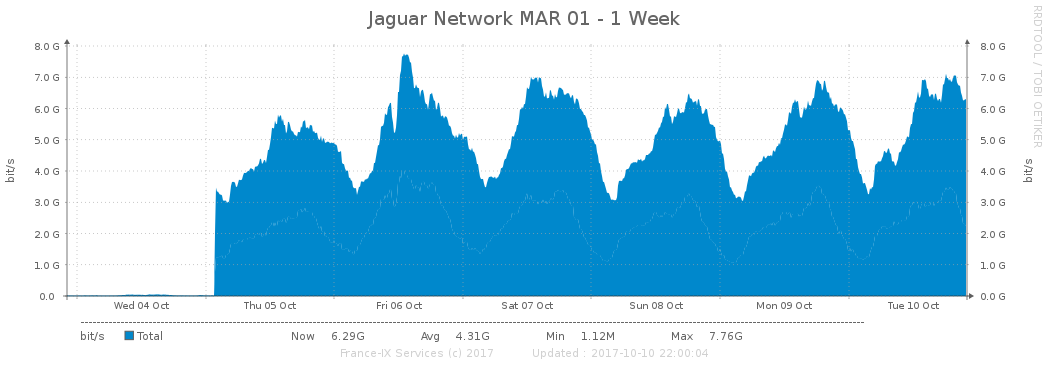 Jaguar Network MAR 01 - 1 Week
RRDTOOL / TOBI OETIKER
bit/s
8.0 G 8.0 G
7.0 G 7.0 G
6.0 G 6.0 G
5.0 G 5.0 G
4.0 G 4.0 G
3.0 G 3.0 G
2.0 G 2.0 G
1.0 G 1.0 G
0.0 0.0 G
bit/s
Wed 04 Oct Thu 05 Oct Fri 06 Oct Sat 07 Oct Sun 08 Oct Mon 09 Oct Tue 10 Oct
bit/s Total Now 6.29G Avg 4.31G Min 1.12M Max 7.76G
France-IX Services (c) 2017 Updated : 2017-10-10 22:00:04